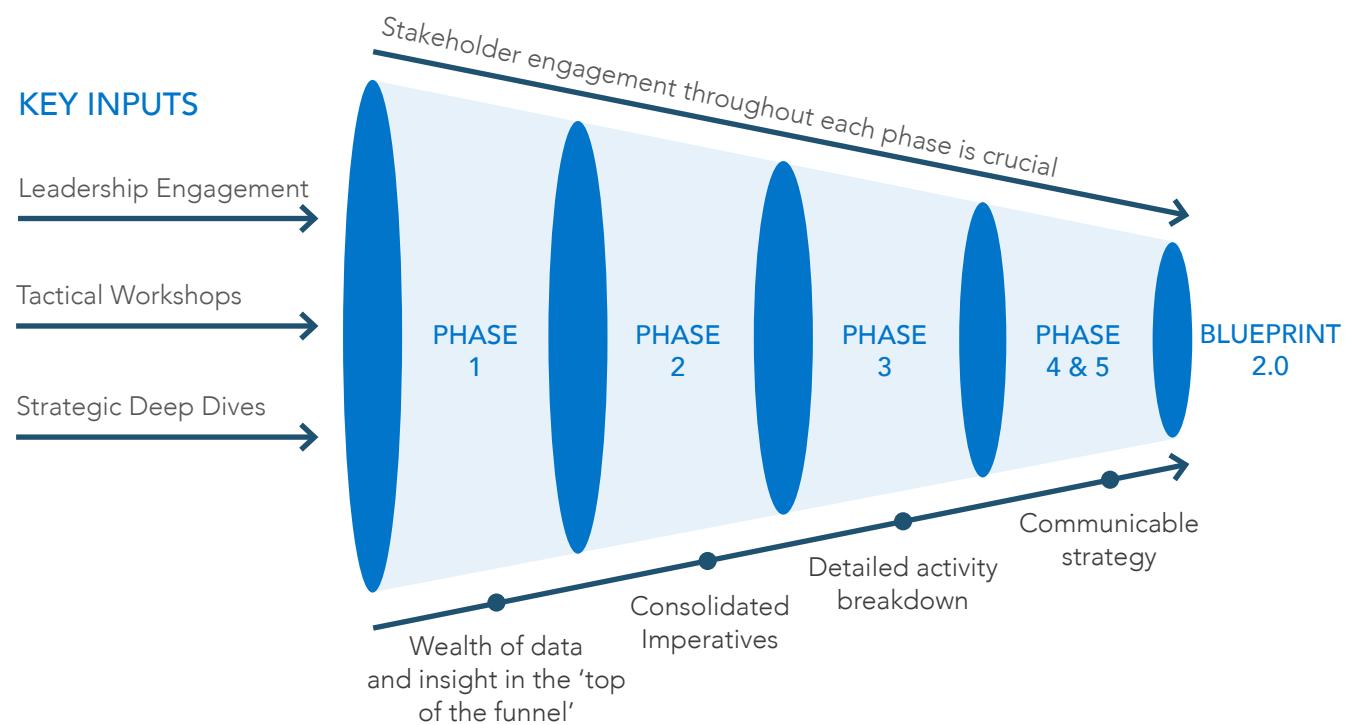 Stakeholder engagement throughout each phase is crucial
KEY INPUTS
Leadership Engagement
Tactical Workshops
Strategic Deep Dives
PHASE
1
PHASE
2
PHASE
3
PHASE
4 & 5
BLUEPRINT
2.0
Wealth of data
and insight in the ‘top
of the funnel’
Consolidated
Imperatives
Detailed activity
breakdown
Communicable
strategy